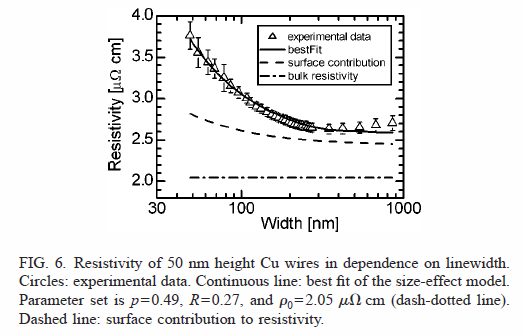 4.0
3.5
3.0
2.5
2.0
Resistivity [μΩ cm]
experimental data
bestFit
surface contribution
bulk resistivity
30
100
1000
Width [nm]
FIG. 6. Resistivity of 50 nm height Cu wires in dependence on linewidth.
Circles: experimental data. Continuous line: best fit of the size-effect model.
Parameter set is p=0.49, R=0.27, and ρ0=2.05 μΩ cm (dash-dotted line).
Dashed line: surface contribution to resistivity.